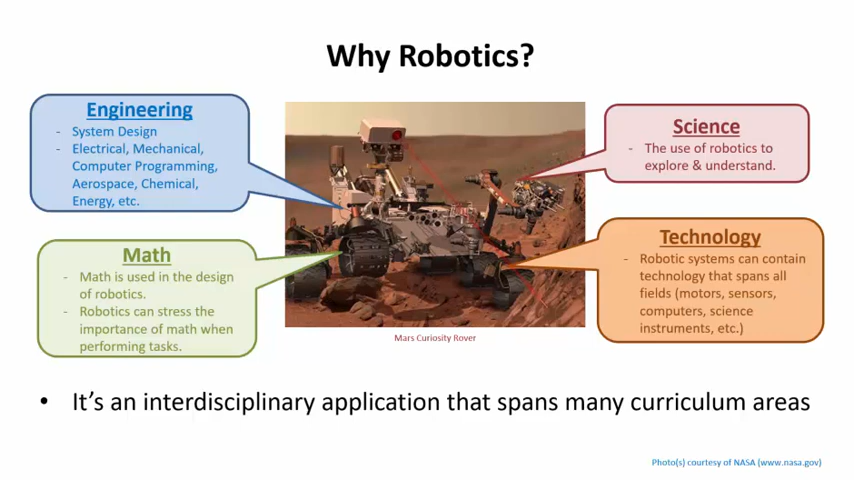 Why Robotics?
Engineering
- System Design
- Electrical, Mechanical,
Computer Programming,
Aerospace, Chemical,
Energy, etc.
Science
- The use of robotics to
explore & understand.
Math
- Math is used in the design
of robotics.
- Robotics can stress the
importance of math when
performing tasks.
Technology
- Robotic systems can contain
technology that spans all
fields (motors, sensors,
computers, science
instruments, etc.)
Mars Curiosity Rover
• It's an interdisciplinary application that spans many curriculum areas
Photo(s) courtesy of NASA (www.nasa.gov)